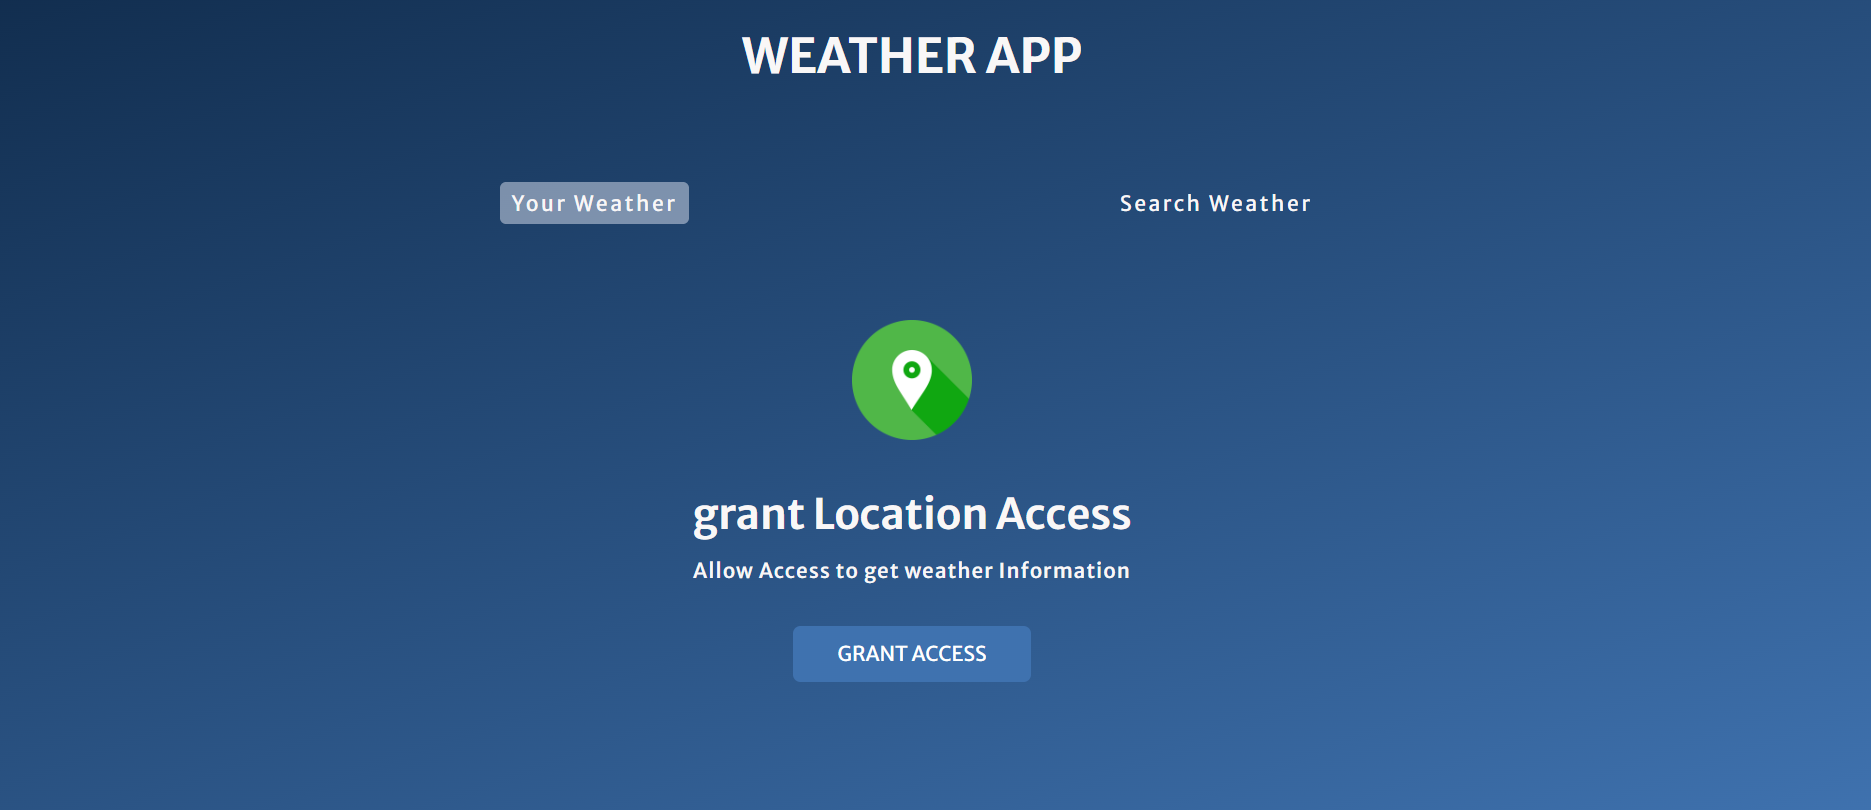 WEATHER APP
Your Weather
Search Weather
grant Location Access
Allow Access to get weather Information
GRANT ACCESS